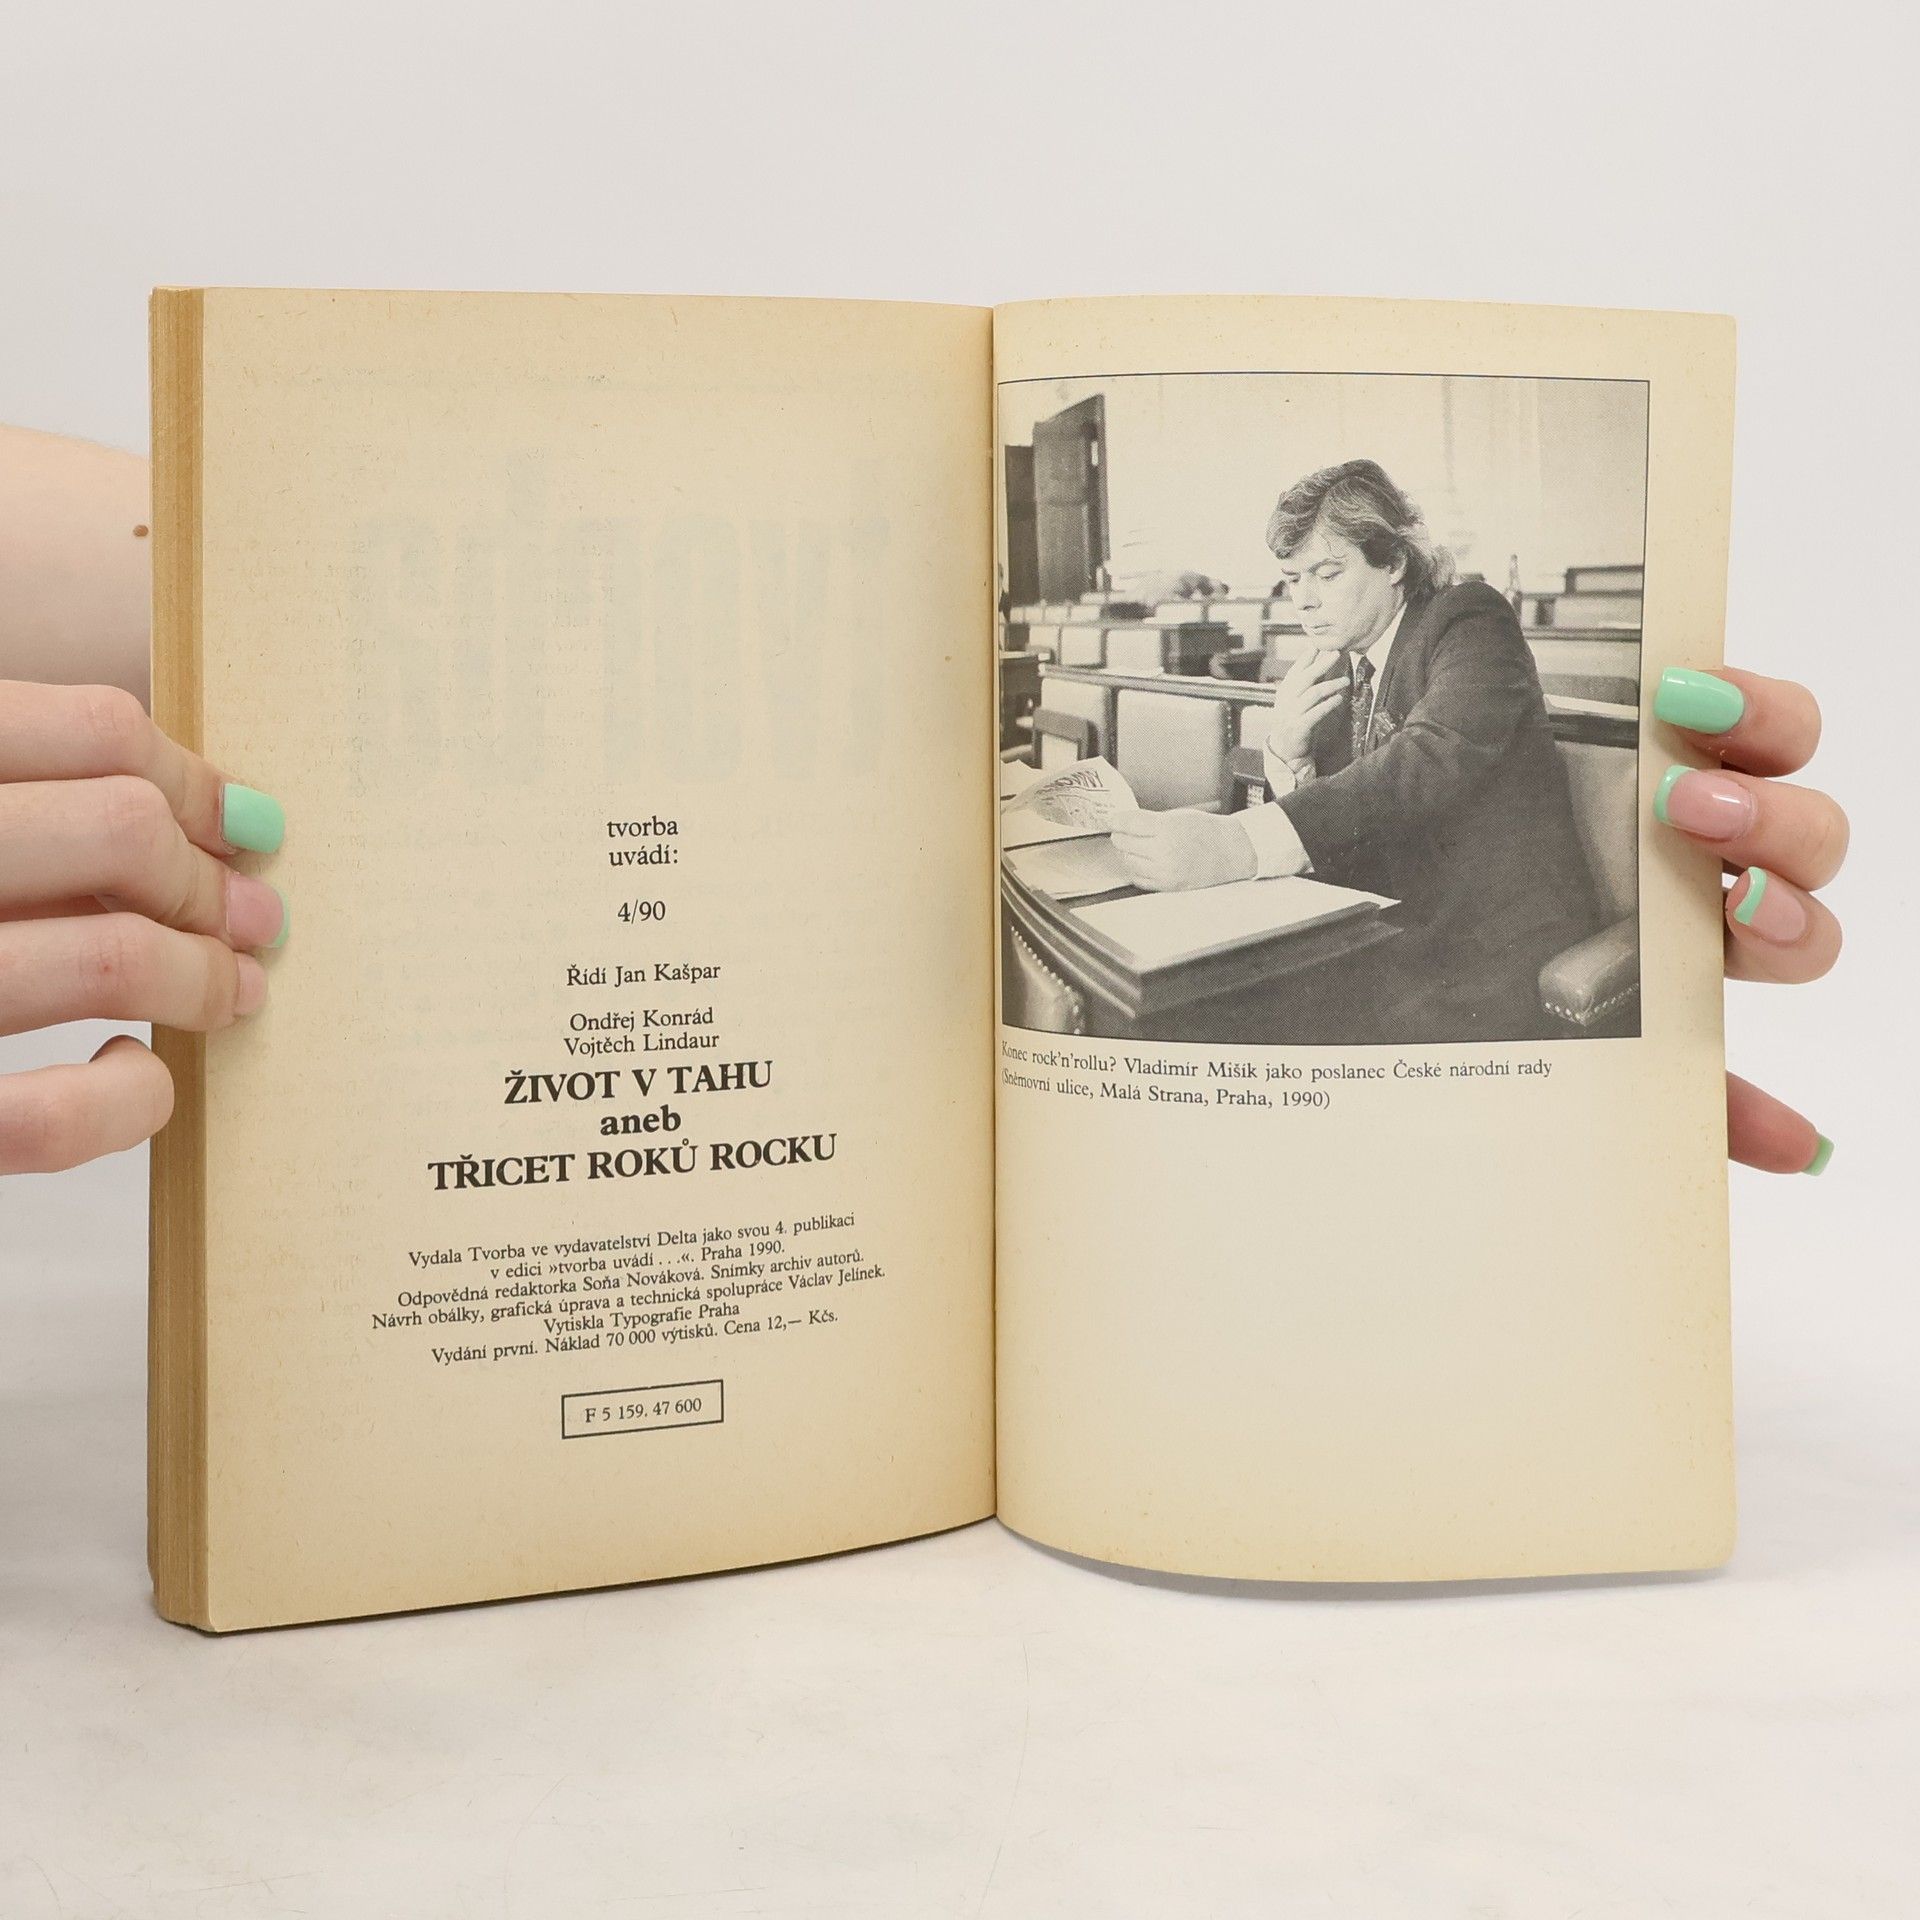 tvorba
uvádí:
4/90
Řídí Jan Kašpar
Ondřej Konrád
Vojtěch Lindaur
ŽIVOT V TAHU
aneb
TŘICET ROKŮ ROCKU
Vydala Tvorba ve vydavatelství Delta jako svou 4. publikaci
v edici »tvorba uvádí . . .«. Praha 1990.
Odpovědná redaktorka Soňa Nováková. Snímky archiv autorů.
Návrh obálky, grafická úprava a technická spolupráce Václav Jelínek.
Vytiskla Typografie Praha
Vydání první. Náklad 70 000 výtisků. Cena 12,— Kčs.
F 5 159. 47 600
Konec rock'n'rollu? Vladimír Mišík jako poslanec České národní rady
(Sněmovní ulice, Malá Strana, Praha, 1990)